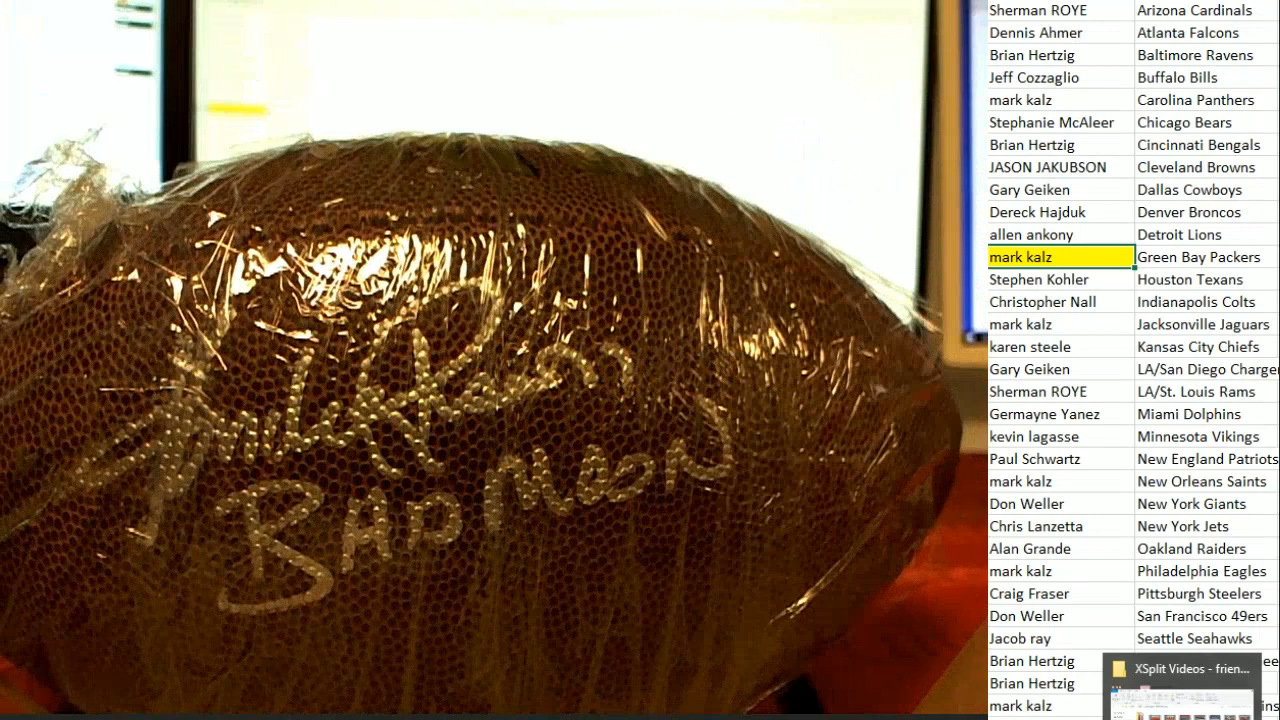 BAD MOON
Sherman ROYE Arizona Cardinals
Dennis Ahmer Atlanta Falcons
Brian Hertzig Baltimore Ravens
Jeff Cozzaglio Buffalo Bills
mark kalz Carolina Panthers
Stephanie McAleer Chicago Bears
Brian Hertzig Cincinnati Bengals
JASON JAKUBSON Cleveland Browns
Gary Geiken Dallas Cowboys
Dereck Hajduk Denver Broncos
allen ankony Detroit Lions
mark kalz Green Bay Packers
Stephen Kohler Houston Texans
Christopher Nall Indianapolis Colts
mark kalz Jacksonville Jaguars
karen steele Kansas City Chiefs
Gary Geiken LA/San Diego Charge
Sherman ROYE LA/St. Louis Rams
Germayne Yanez Miami Dolphins
kevin lagasse Minnesota Vikings
Paul Schwartz New England Patriots
mark kalz New Orleans Saints
Don Weller New York Giants
Chris Lanzetta New York Jets
Alan Grande Oakland Raiders
mark kalz Philadelphia Eagles
Craig Fraser Pittsburgh Steelers
Don Weller San Francisco 49ers
Jacob ray Seattle Seahawks
Brian Hertzig
XSplit Videos - frien...
Brian Hertzig
mark kalz